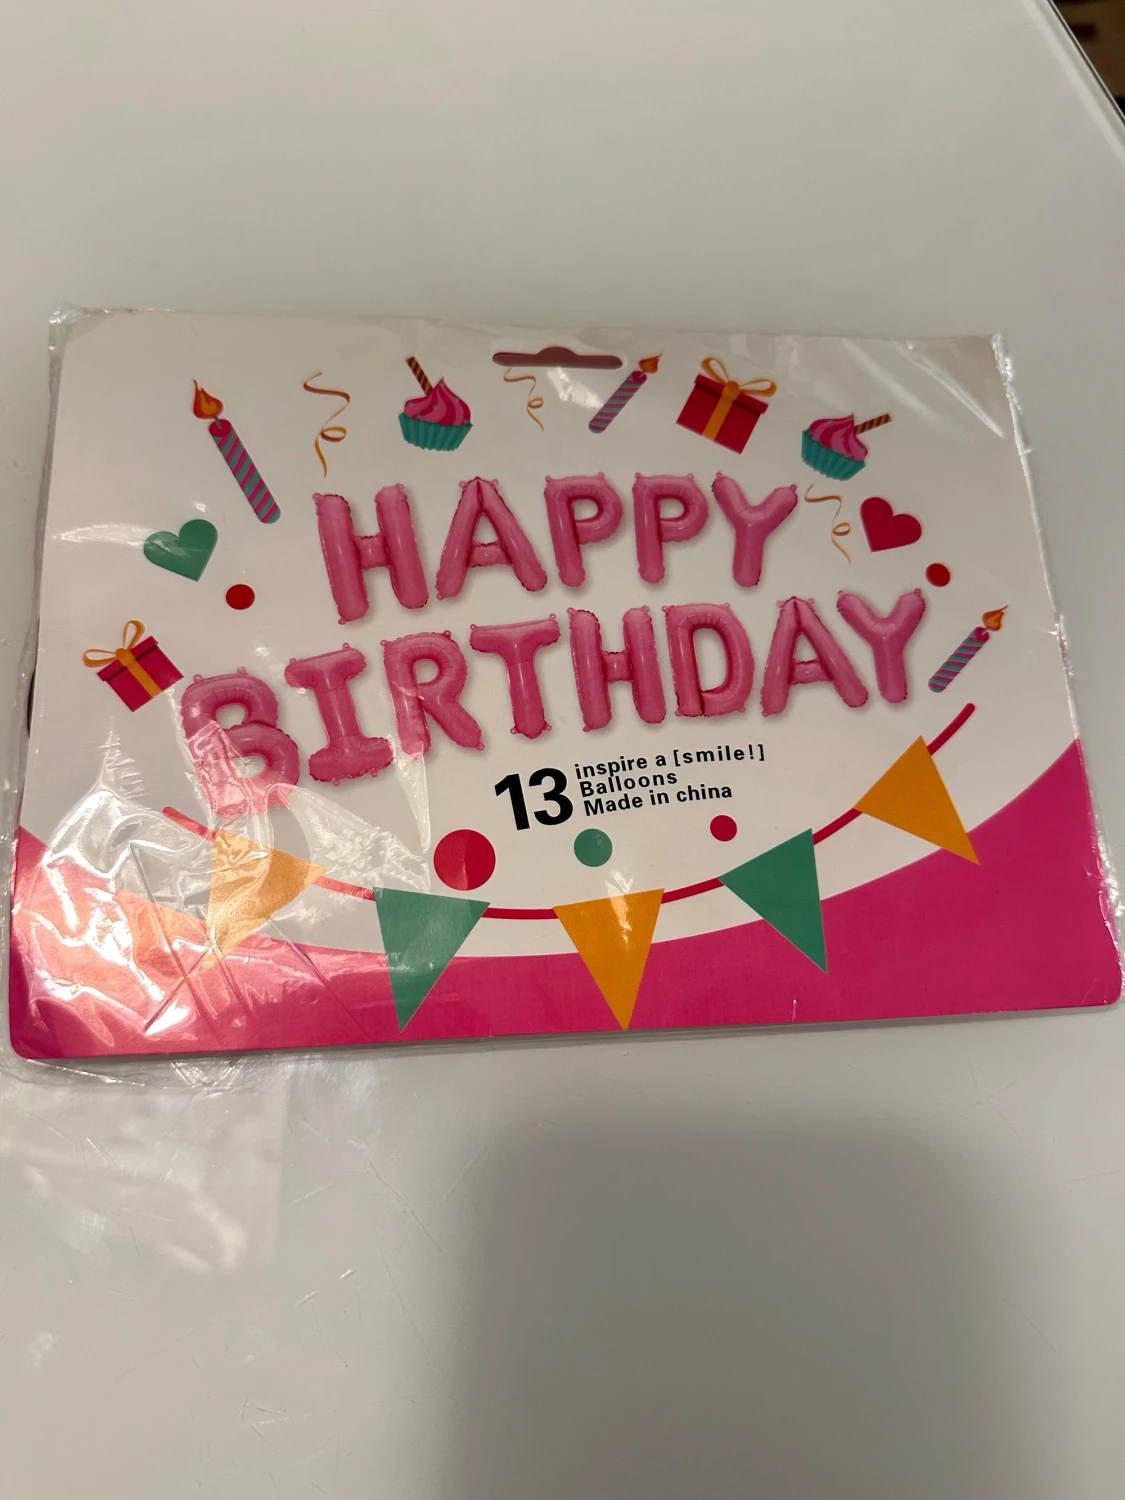 HAPPY
BIRTHDAY
13
inspire a [smile!]
Balloons
Made in china